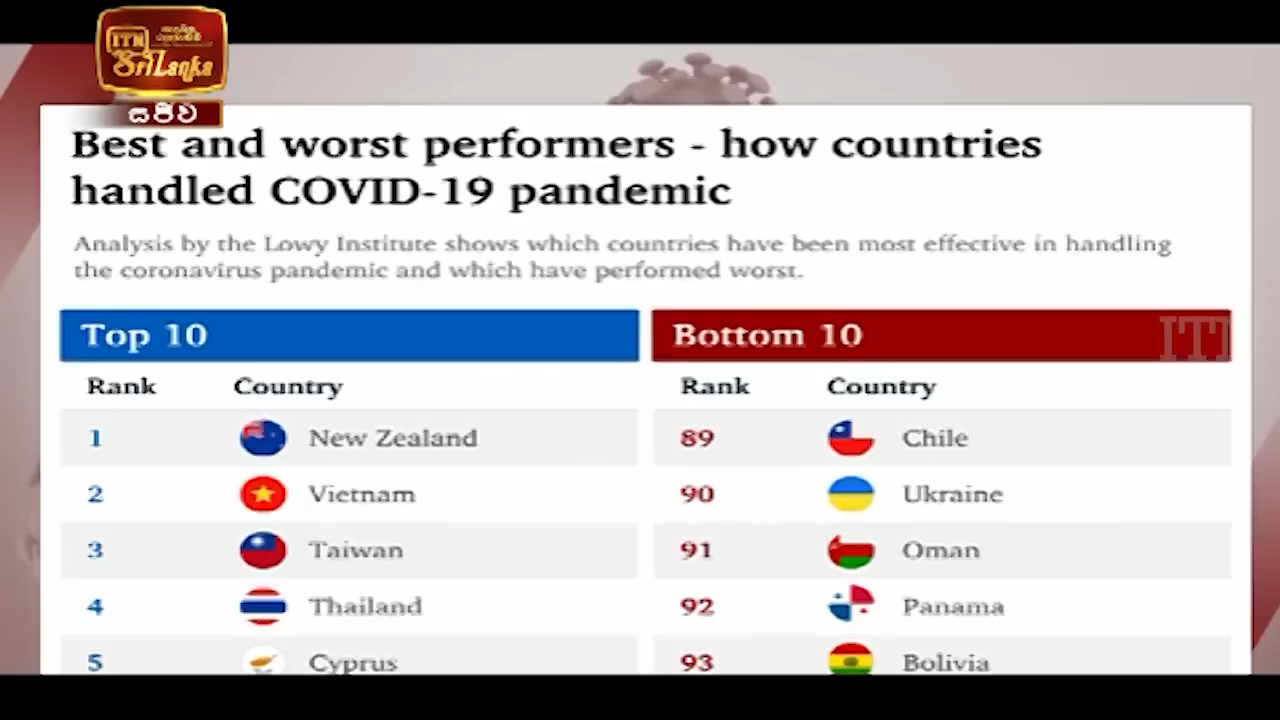 ITN
Sri Lanka
සජීව
Best and worst performers - how countries
handled COVID-19 pandemic
Analysis by the Lowy Institute shows which countries have been most effective in handling
the coronavirus pandemic and which have performed worst.
Top 10
Bottom 10
ITN
Rank Country
Rank Country
1 New Zealand
89 Chile
2 Vietnam
90 Ukraine
3 Taiwan
91 Oman
4 Thailand
92 Panama
5 Cyprus
93 Bolivia